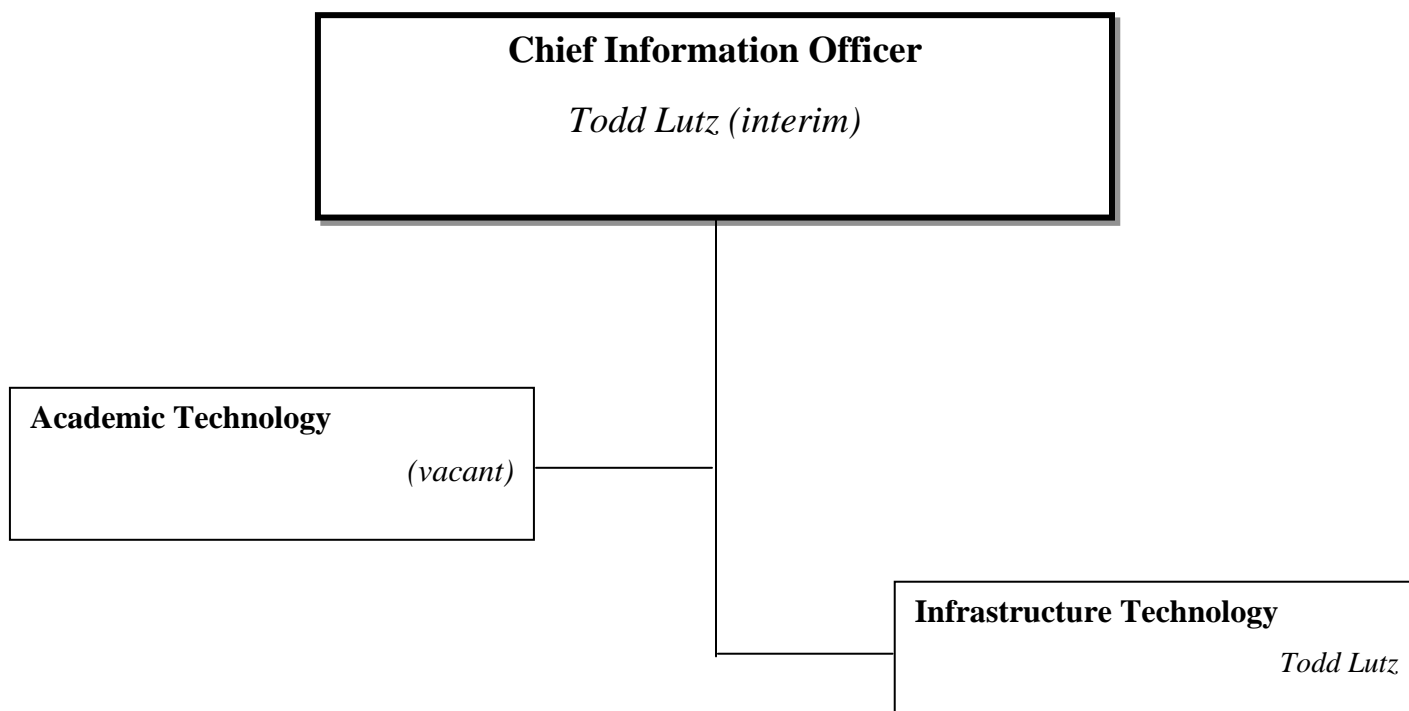 Chief Information Officer
Todd Lutz (interim)
Academic Technology
(vacant)
Infrastructure Technology
Todd Lutz